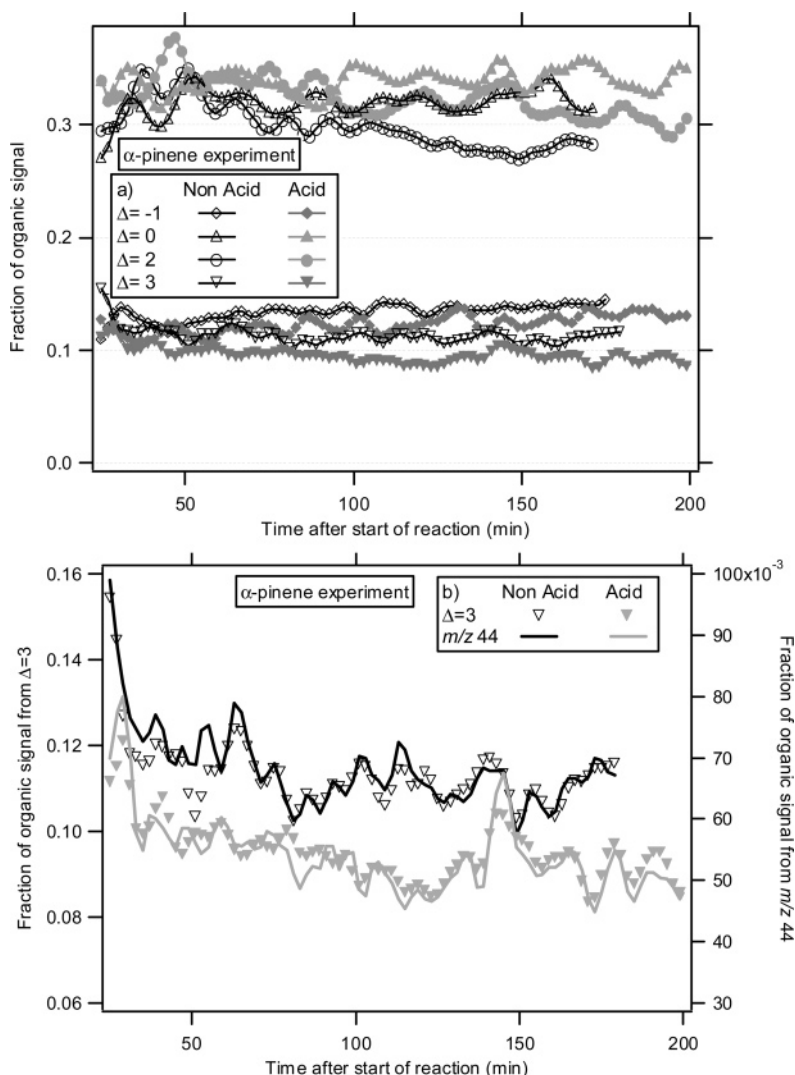 0.3
0.2
0.1
0.0
Fraction of organic signal
α-pinene experiment
a) Non Acid Acid
Δ= -1
Δ= 0
Δ= 2
Δ= 3
50 100 150 200
Time after start of reaction (min)
0.16
0.14
0.12
0.10
0.08
0.06
Fraction of organic signal from Δ=3
α-pinene experiment
b) Non Acid Acid
Δ=3
m/z 44
100x10⁻³
90
80
70
60
50
40
30
Fraction of organic signal from m/z 44
50 100 150 200
Time after start of reaction (min)